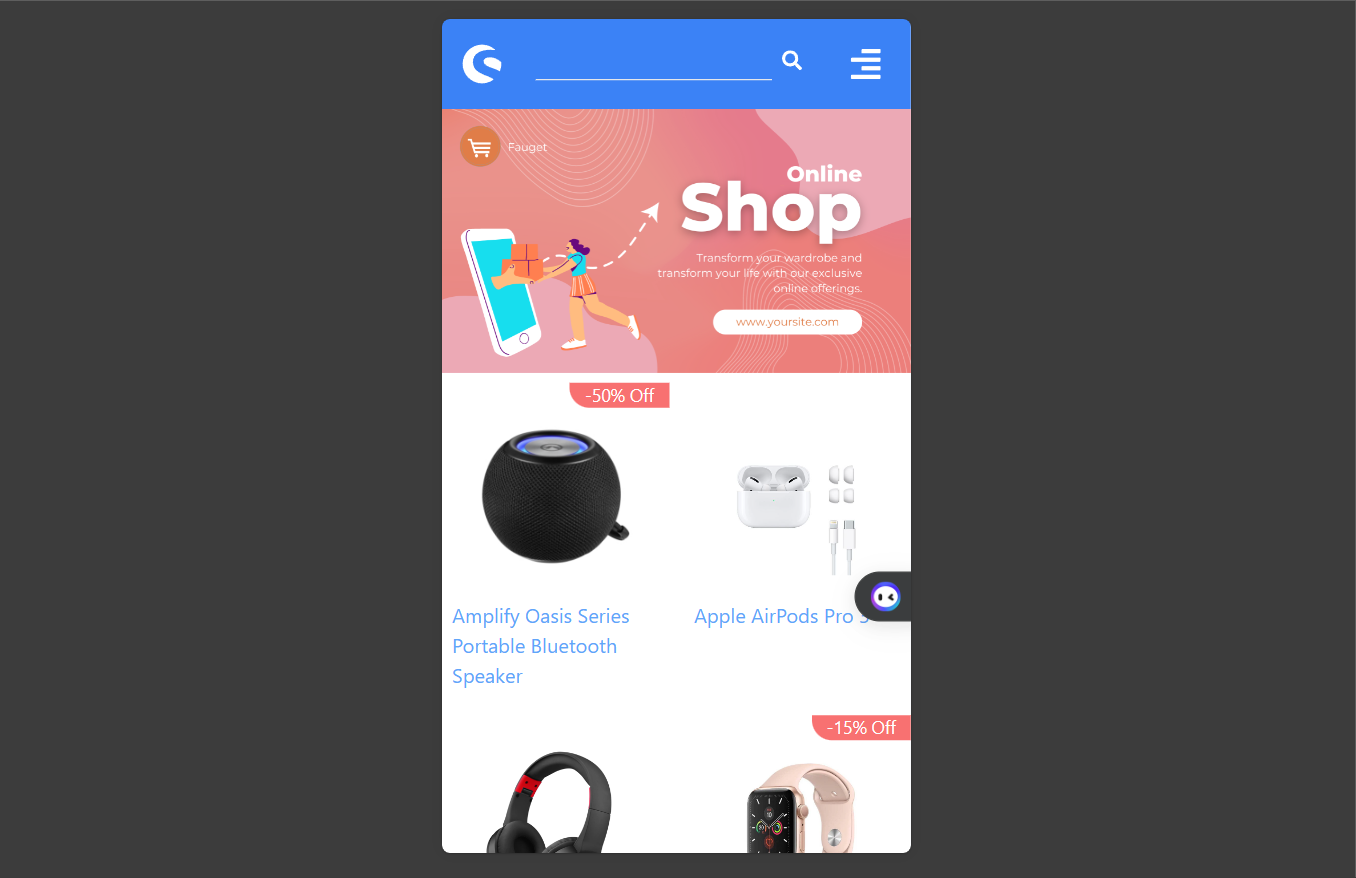 Fauget
Online
Shop
Transform your wardrobe and
transform your life with our exclusive
online offerings.
www.yoursite.com
-50% Off
Amplify Oasis Series
Portable Bluetooth
Speaker
Apple AirPods Pro
-15% Off